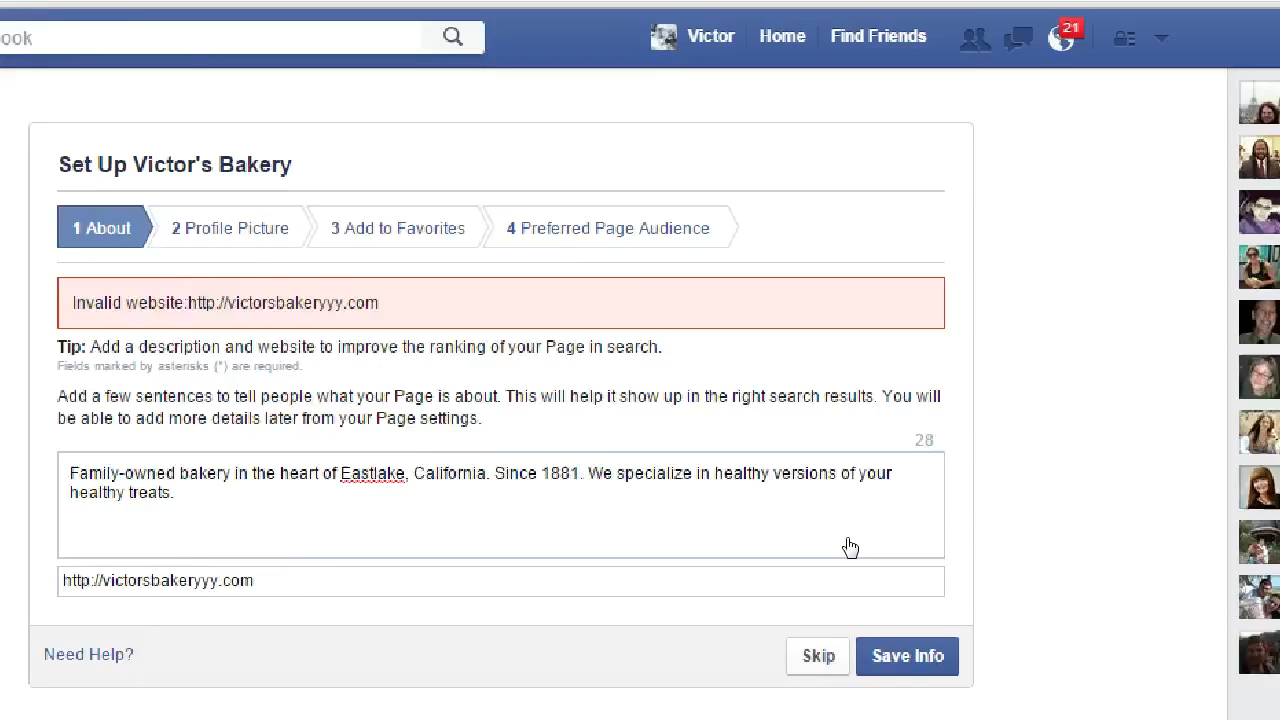 ook
Victor Home Find Friends 21
Set Up Victor's Bakery
1 About 2 Profile Picture 3 Add to Favorites 4 Preferred Page Audience
Invalid website:http://victorsbakeryyy.com
Tip: Add a description and website to improve the ranking of your Page in search.
Fields marked by asterisks (*) are required.
Add a few sentences to tell people what your Page is about. This will help it show up in the right search results. You will
be able to add more details later from your Page settings.
28
Family-owned bakery in the heart of Eastlake, California. Since 1881. We specialize in healthy versions of your
healthy treats.
http://victorsbakeryyy.com
Need Help? Skip Save Info